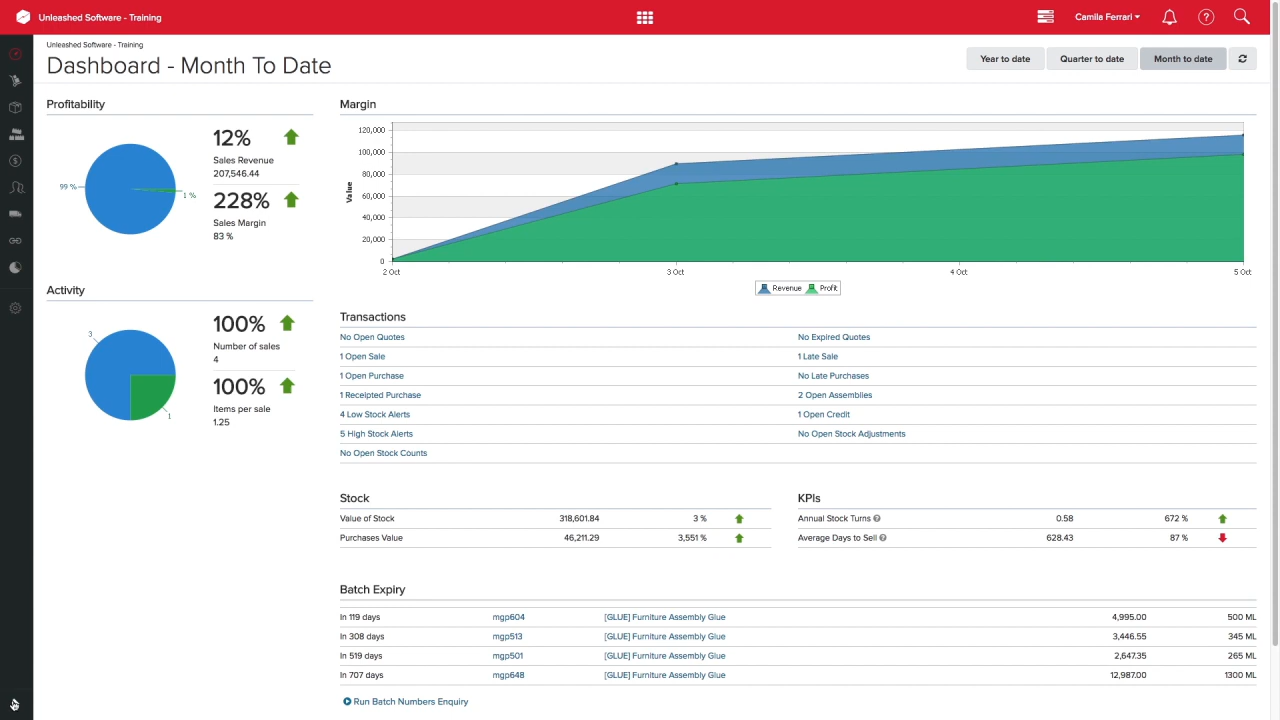 Unleashed Software - Training
Camila Ferrari
Unleashed Software - Training
Dashboard - Month To Date
Year to date
Quarter to date
Month to date
Profitability
99 %
1 %
12%
Sales Revenue
207,546.44
228%
Sales Margin
83 %
Activity
3
1
100%
Number of sales
4
100%
Items per sale
1.25
Margin
Value
120,000
100,000
80,000
60,000
40,000
20,000
0
2 Oct
3 Oct
4 Oct
5 Oct
Revenue
Profit
Transactions
No Open Quotes
No Expired Quotes
1 Open Sale
1 Late Sale
1 Open Purchase
No Late Purchases
1 Receipted Purchase
2 Open Assemblies
4 Low Stock Alerts
1 Open Credit
5 High Stock Alerts
No Open Stock Adjustments
No Open Stock Counts
Stock
Value of Stock 318,601.84 3 %
Purchases Value 46,211.29 3,551 %
KPIs
Annual Stock Turns 0.58 672 %
Average Days to Sell 628.43 87 %
Batch Expiry
In 119 days mgp604 [GLUE] Furniture Assembly Glue 4,995.00 500 ML
In 308 days mgp513 [GLUE] Furniture Assembly Glue 3,446.55 345 ML
In 519 days mgp501 [GLUE] Furniture Assembly Glue 2,647.35 265 ML
In 707 days mgp648 [GLUE] Furniture Assembly Glue 12,987.00 1300 ML
Run Batch Numbers Enquiry